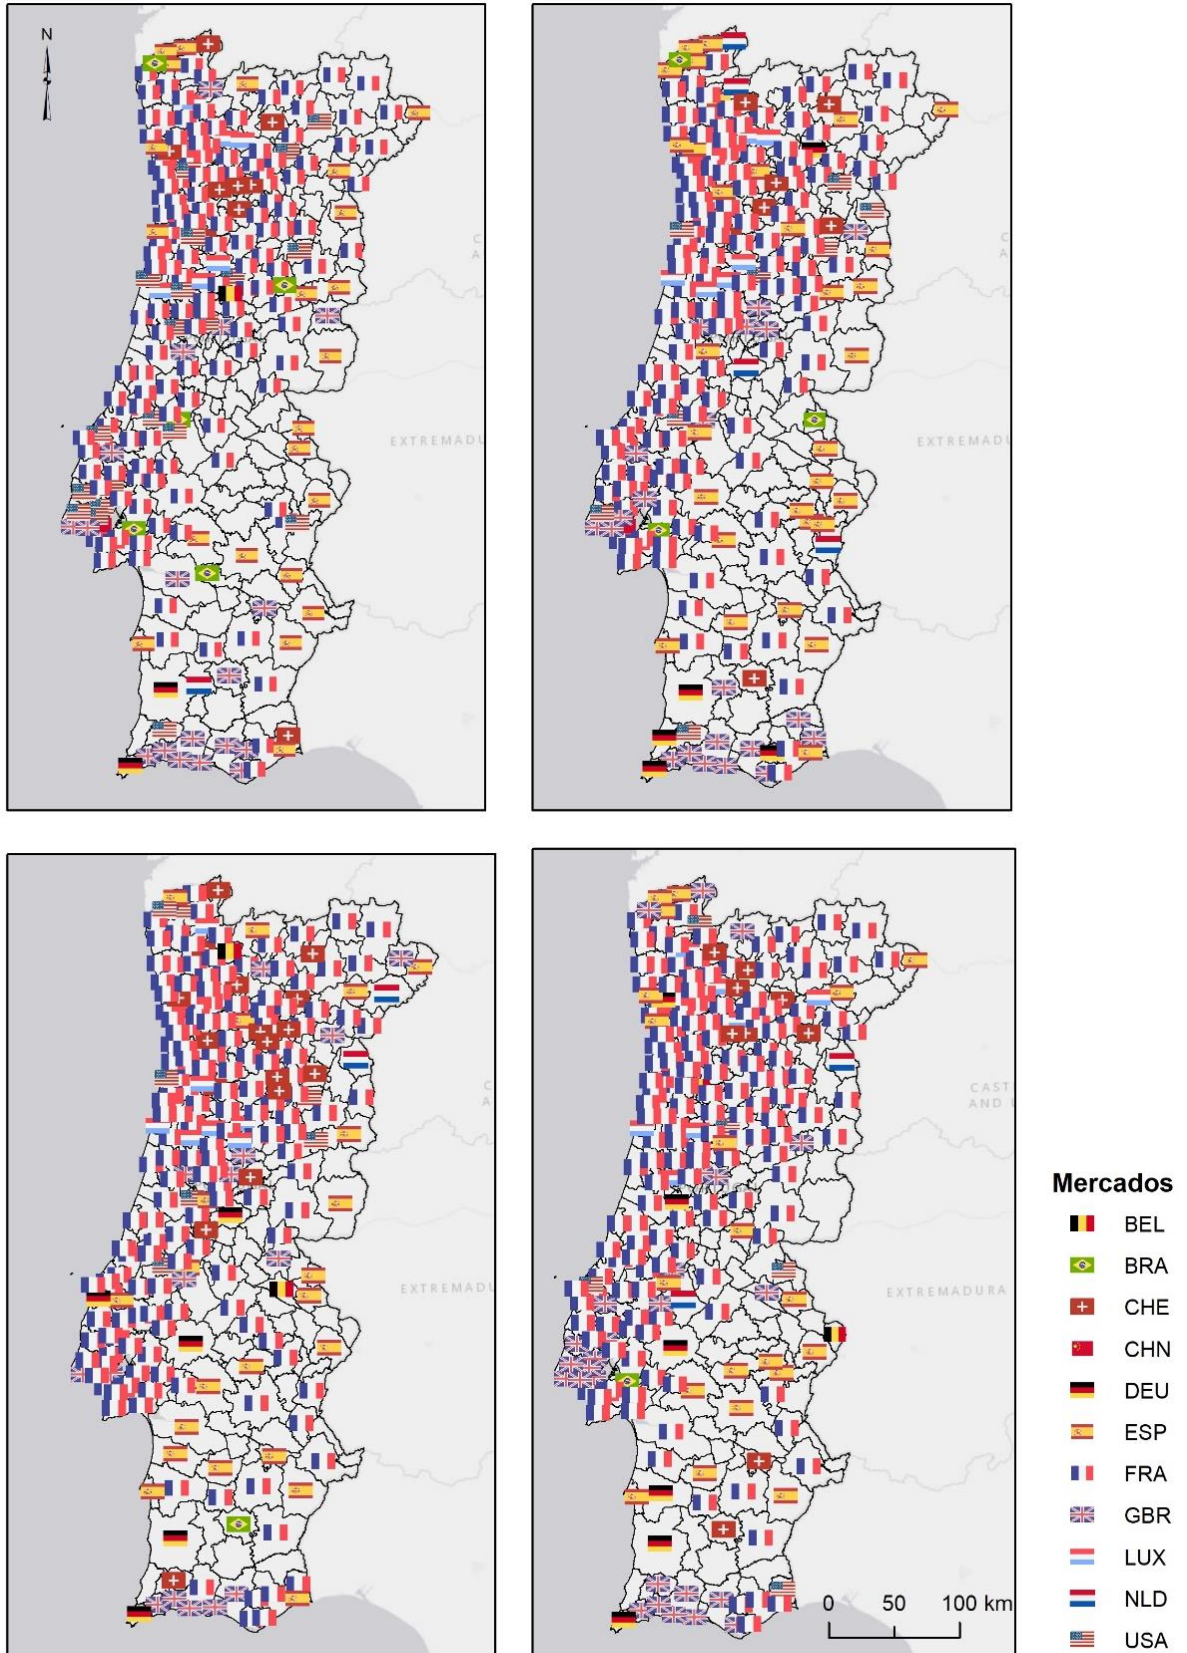 N
C
A
EXTREMADU
EXTREMADU
C
A
EXTREMADU
CAST
AND L
EXTREMADURA
0 50 100 km
Mercados
BEL
BRA
CHE
CHN
DEU
ESP
FRA
GBR
LUX
NLD
USA